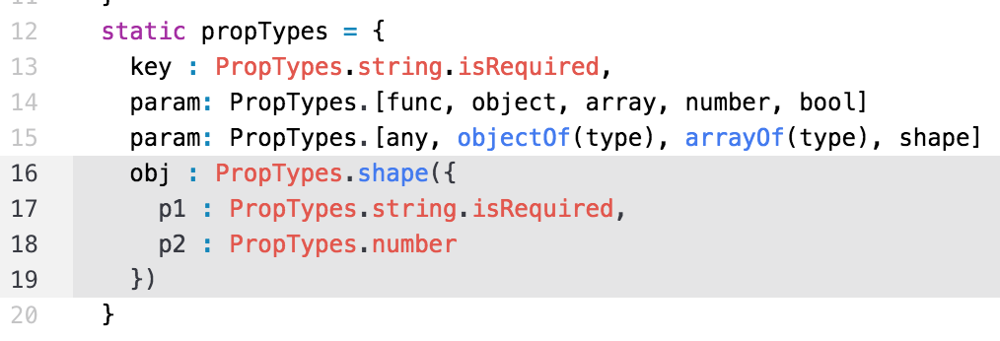 11 }
12 static propTypes = {
13 key : PropTypes.string.isRequired,
14 param: PropTypes.[func, object, array, number, bool]
15 param: PropTypes.[any, objectOf(type), arrayOf(type), shape]
16 obj : PropTypes.shape({
17 p1 : PropTypes.string.isRequired,
18 p2 : PropTypes.number
19 })
20 }